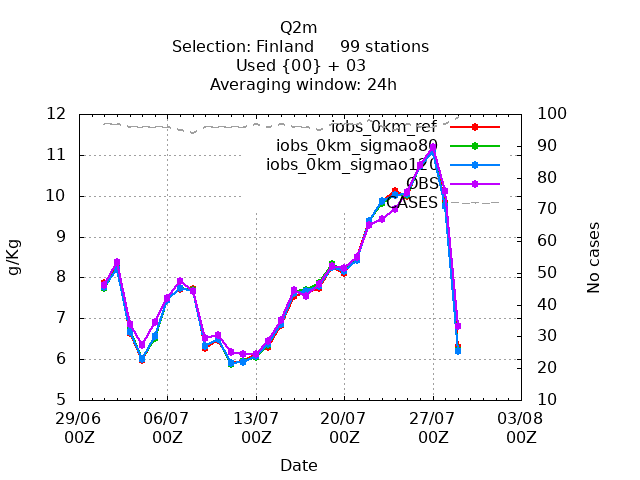 Q2m
Selection: Finland 99 stations
Used {00} + 03
Averaging window: 24h
12 100
iobs_0km_ref
iobs_0km_sigmao80
iobs_0km_sigmao120
OBS
CASES
11
10
9
8
7
6
5
90
80
70
60
50
40
30
20
10
g/Kg
No cases
29/06 06/07 13/07 20/07 27/07 03/08
00Z 00Z 00Z 00Z 00Z 00Z
Date